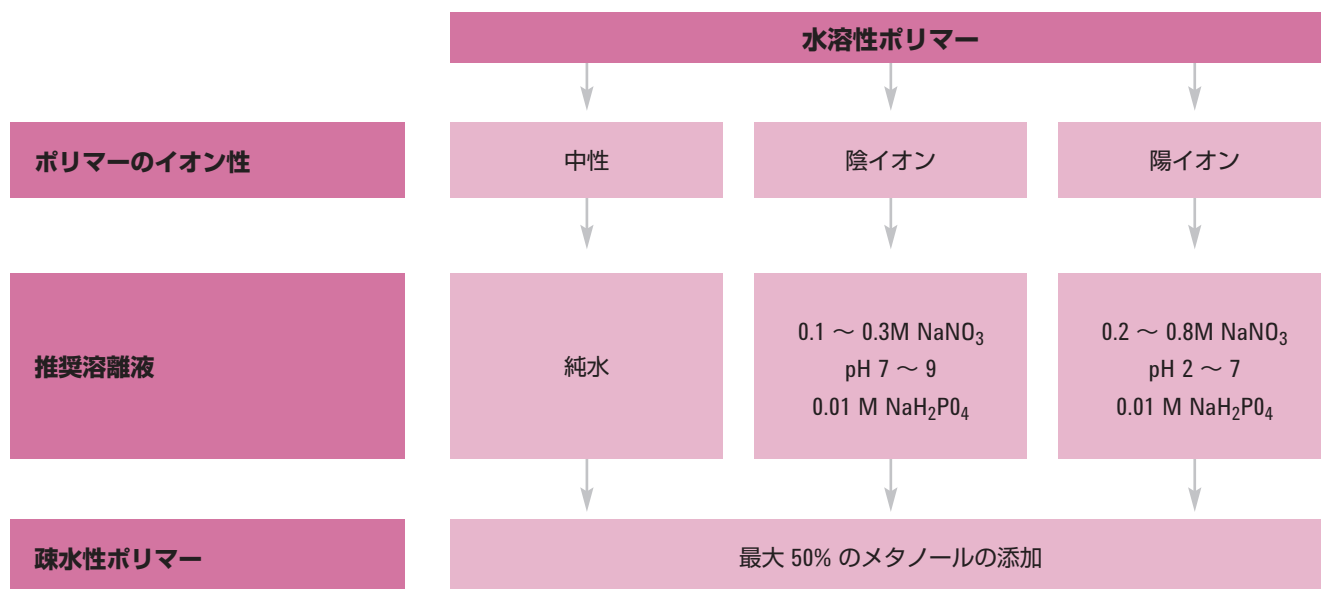 水溶性ポリマー
ポリマーのイオン性
中性
陰イオン
陽イオン
推奨溶離液
純水
0.1 ～ 0.3M NaNO₃
pH 7 ～ 9
0.01 M NaH₂PO₄
0.2 ～ 0.8M NaNO₃
pH 2 ～ 7
0.01 M NaH₂PO₄
疎水性ポリマー
最大 50% のメタノールの添加